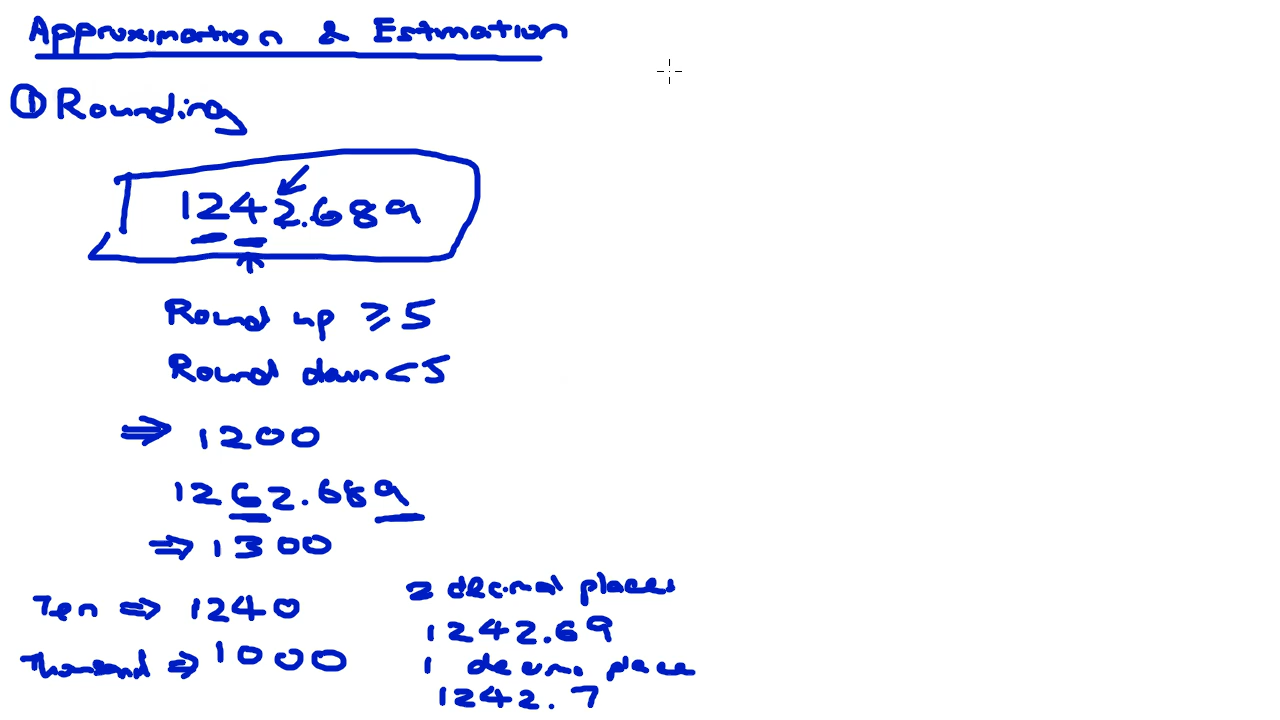 Approximation & Estimation
① Rounding
1242.689
Round up ≥ 5
Round down < 5
⇒ 1200
1262.689
⇒ 1300
Ten ⇒ 1240
Thousand ⇒ 1000
2 decimal places
1242.69
1 decimal place
1242.7